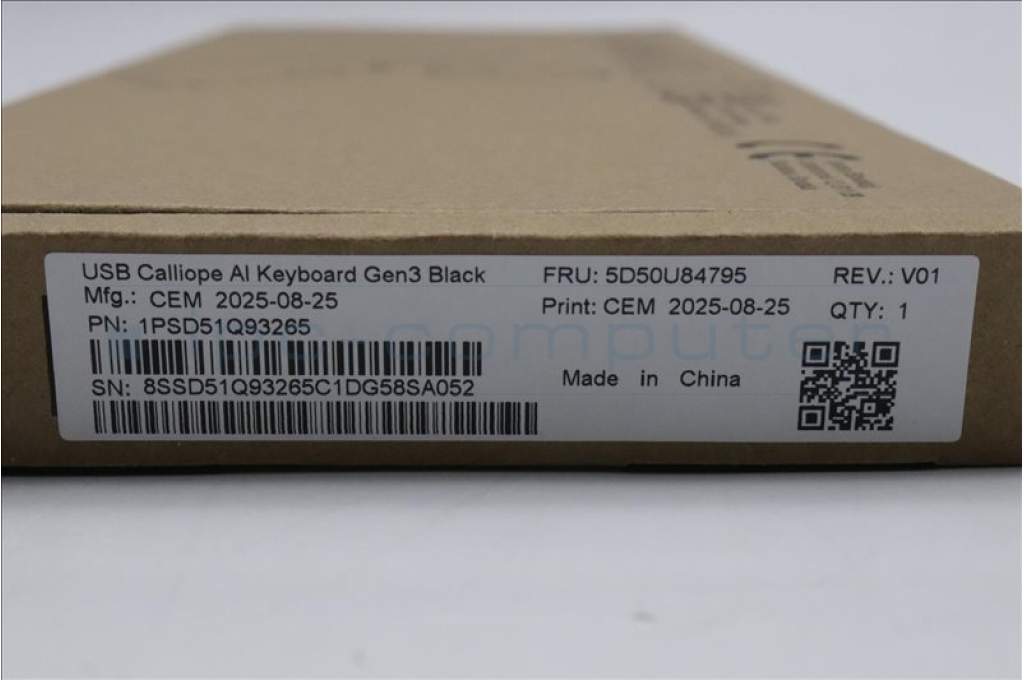 USB Calliope AI Keyboard Gen3 Black FRU: 5D50U84795 REV.: V01
Mfg.: CEM 2025-08-25 Print: CEM 2025-08-25 QTY: 1
PN: 1PSD51Q93265
SN: 8SSD51Q93265C1DG58SA052
Made in China